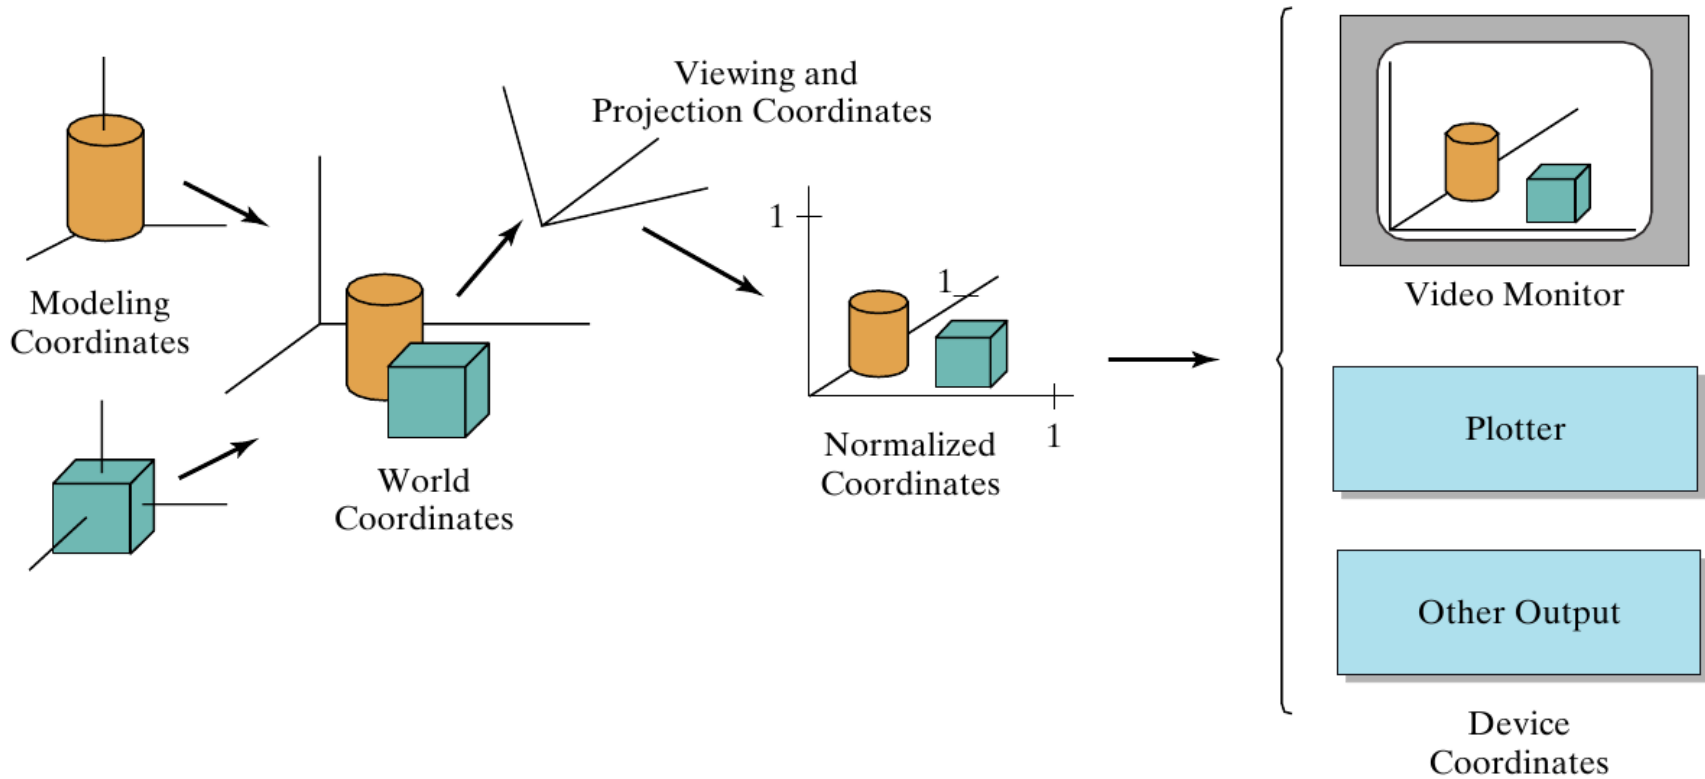 Modeling
Coordinates
World
Coordinates
Viewing and
Projection Coordinates
1
1
1
Normalized
Coordinates
Video Monitor
Plotter
Other Output
Device
Coordinates